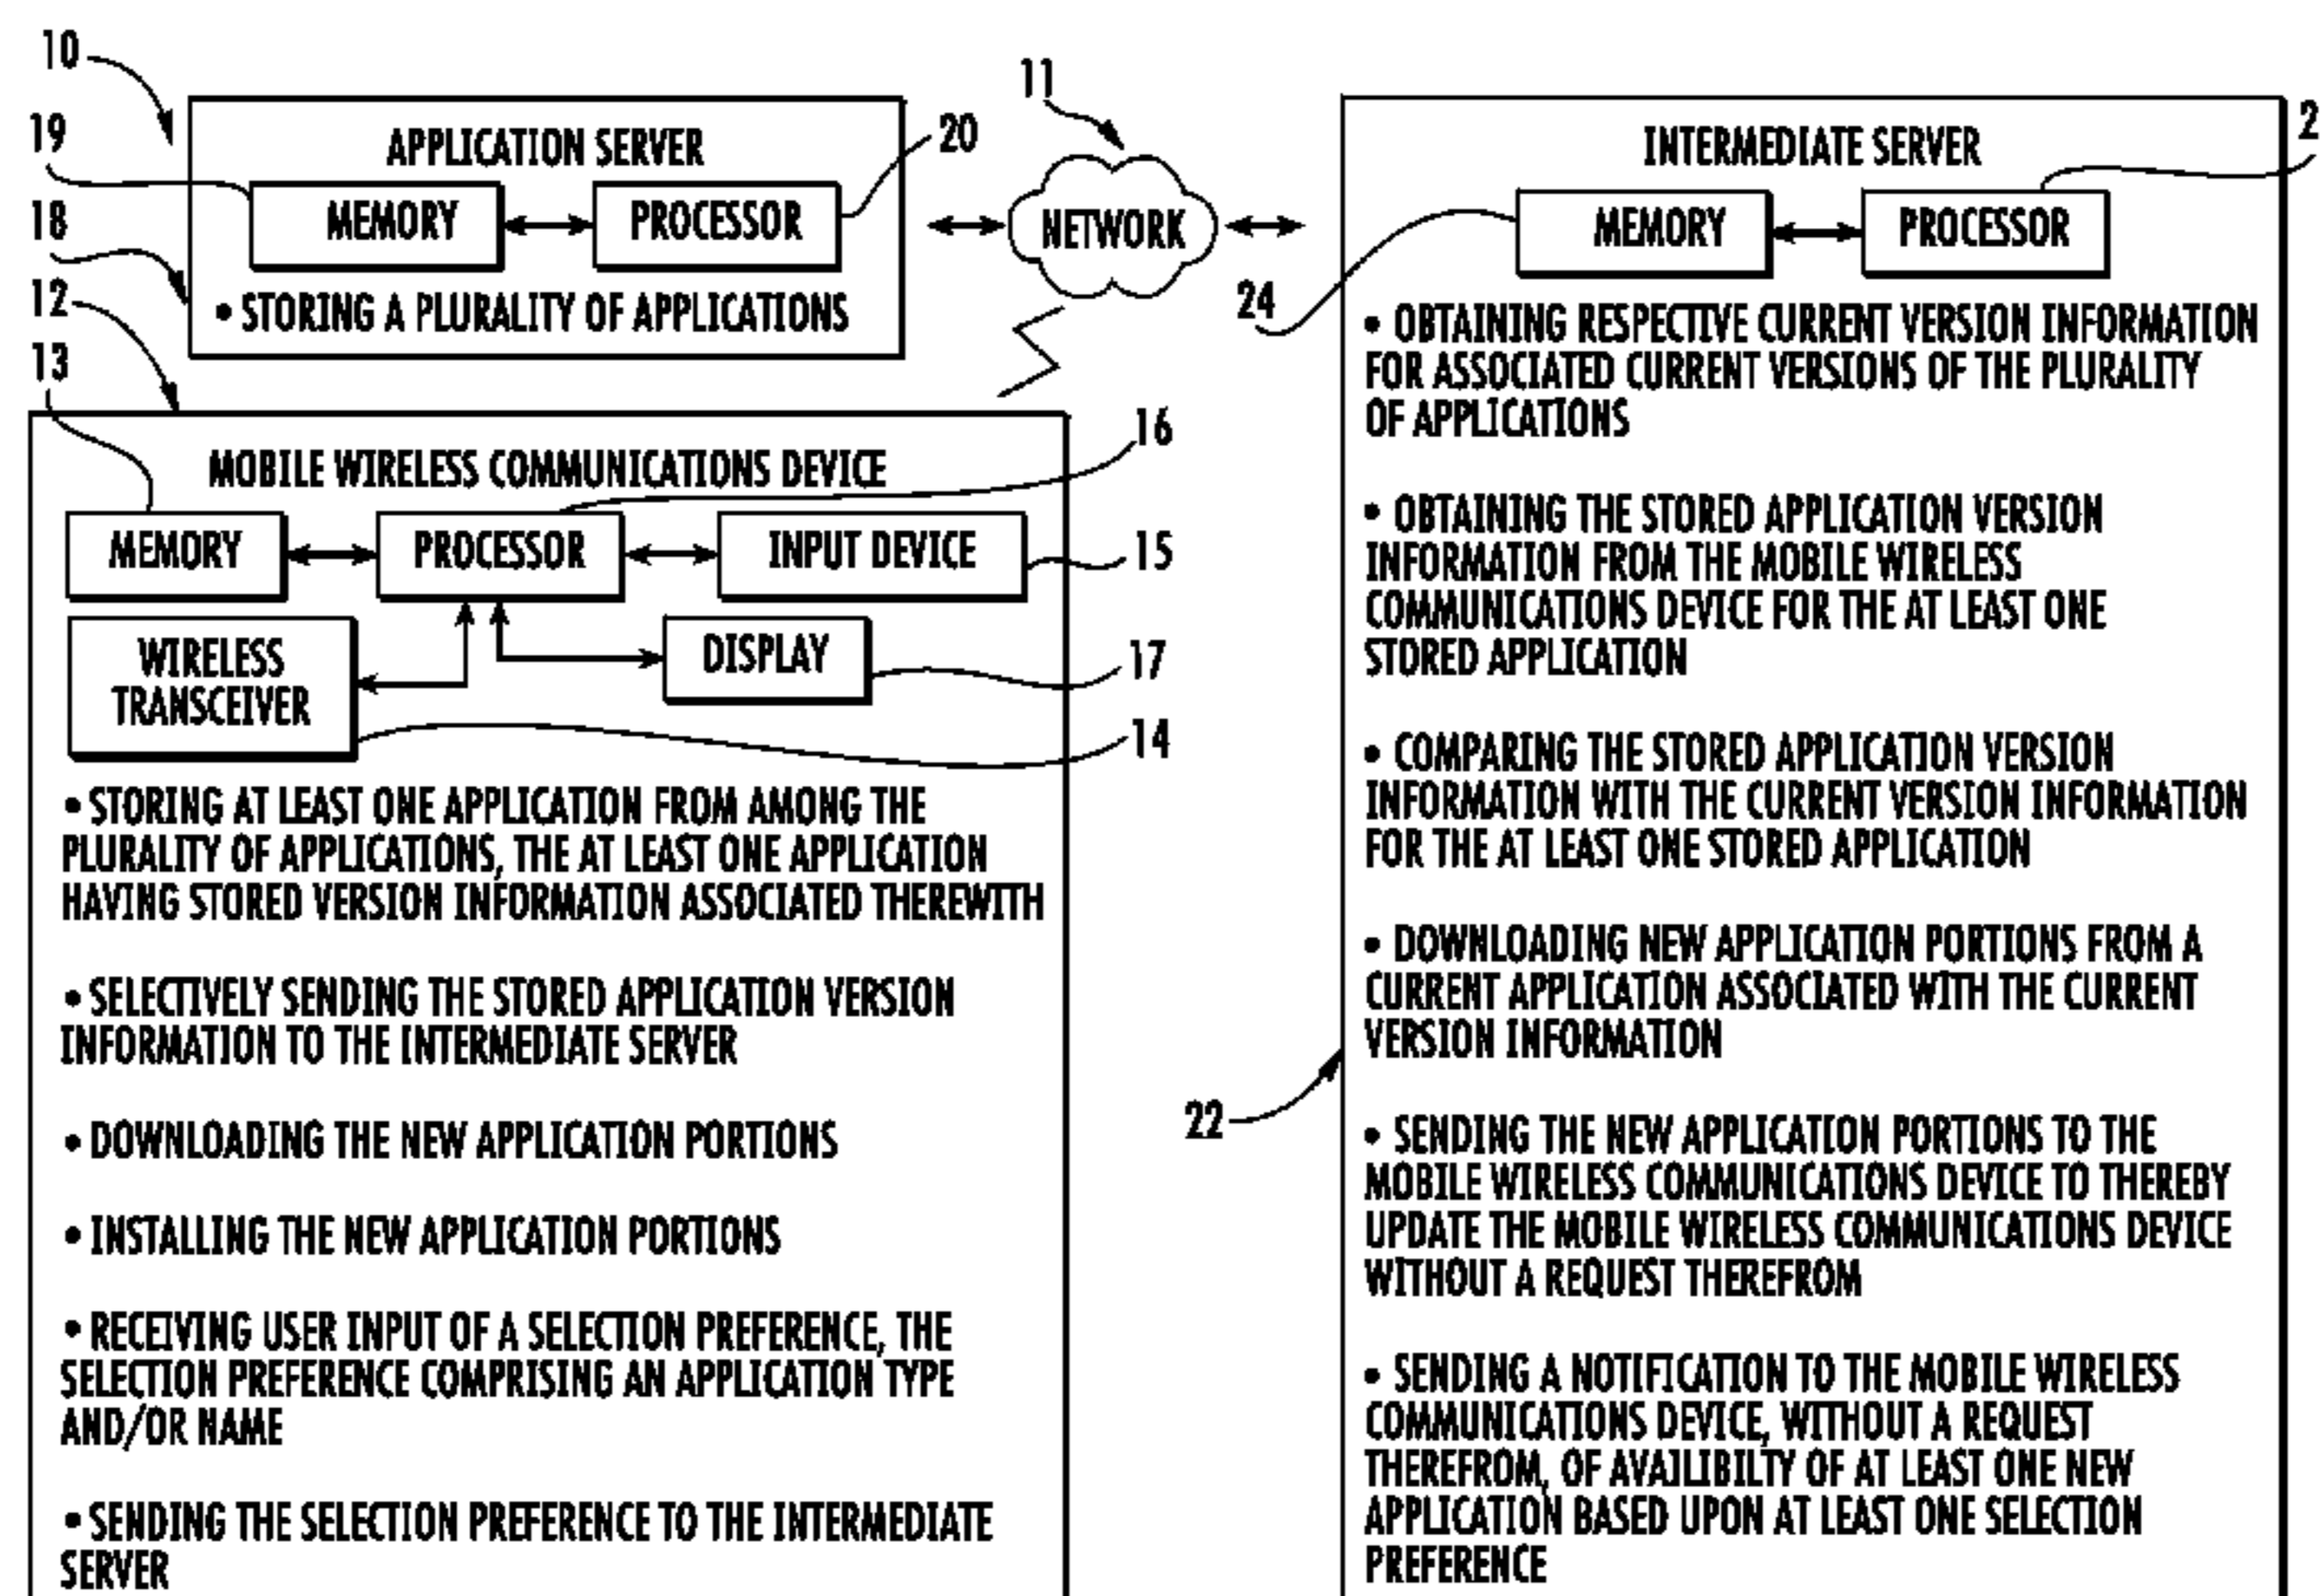 10
19
18
12
13
APPLICATION SERVER
MEMORY
PROCESSOR
20
• STORING A PLURALITY OF APPLICATIONS
11
NETWORK
MOBILE WIRELESS COMMUNICATIONS DEVICE
16
MEMORY
PROCESSOR
INPUT DEVICE
15
WIRELESS
TRANSCEIVER
DISPLAY
17
14
• STORING AT LEAST ONE APPLICATION FROM AMONG THE
PLURALITY OF APPLICATIONS, THE AT LEAST ONE APPLICATION
HAVING STORED VERSION INFORMATION ASSOCIATED THEREWITH
• SELECTIVELY SENDING THE STORED APPLICATION VERSION
INFORMATION TO THE INTERMEDIATE SERVER
• DOWNLOADING THE NEW APPLICATION PORTIONS
• INSTALLING THE NEW APPLICATION PORTIONS
• RECEIVING USER INPUT OF A SELECTION PREFERENCE, THE
SELECTION PREFERENCE COMPRISING AN APPLICATION TYPE
AND/OR NAME
• SENDING THE SELECTION PREFERENCE TO THE INTERMEDIATE
SERVER
INTERMEDIATE SERVER
2
MEMORY
PROCESSOR
24
• OBTAINING RESPECTIVE CURRENT VERSION INFORMATION
FOR ASSOCIATED CURRENT VERSIONS OF THE PLURALITY
OF APPLICATIONS
• OBTAINING THE STORED APPLICATION VERSION
INFORMATION FROM THE MOBILE WIRELESS
COMMUNICATIONS DEVICE FOR THE AT LEAST ONE
STORED APPLICATION
• COMPARING THE STORED APPLICATION VERSION
INFORMATION WITH THE CURRENT VERSION INFORMATION
FOR THE AT LEAST ONE STORED APPLICATION
• DOWNLOADING NEW APPLICATION PORTIONS FROM A
CURRENT APPLICATION ASSOCIATED WITH THE CURRENT
VERSION INFORMATION
22
• SENDING THE NEW APPLICATION PORTIONS TO THE
MOBILE WIRELESS COMMUNICATIONS DEVICE TO THEREBY
UPDATE THE MOBILE WIRELESS COMMUNICATIONS DEVICE
WITHOUT A REQUEST THEREFROM
• SENDING A NOTIFICATION TO THE MOBILE WIRELESS
COMMUNICATIONS DEVICE, WITHOUT A REQUEST
THEREFROM, OF AVAILIBILTY OF AT LEAST ONE NEW
APPLICATION BASED UPON AT LEAST ONE SELECTION
PREFERENCE